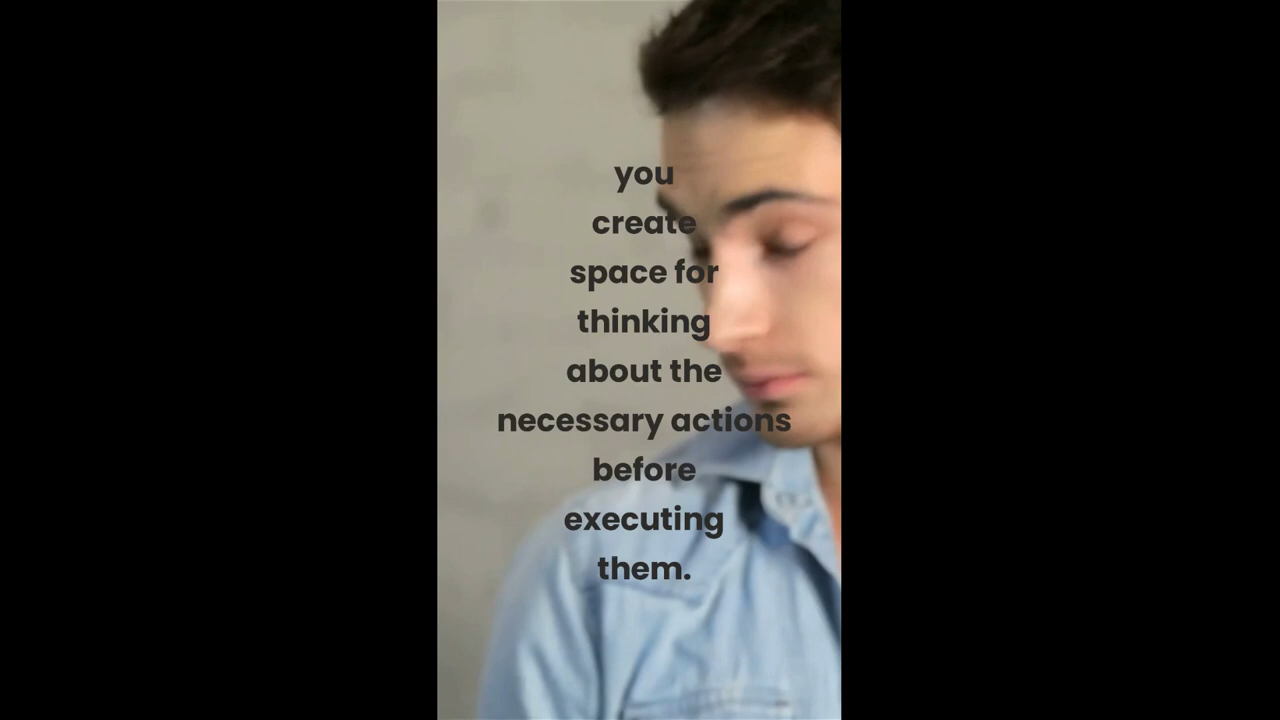 you
create
space for
thinking
about the
necessary actions
before
executing
them.